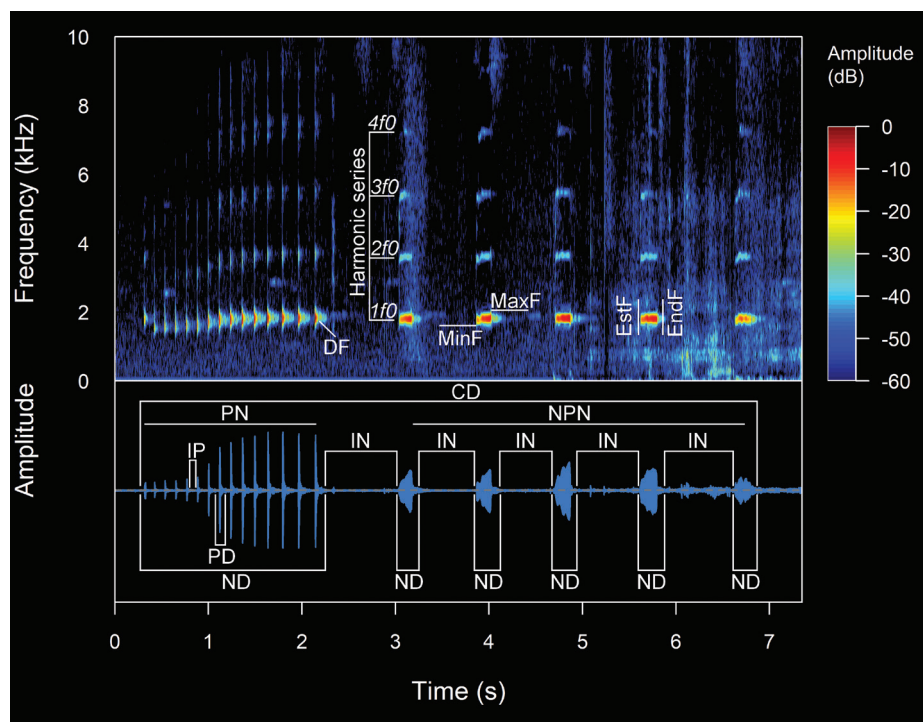 10
8
6
4
2
0
Frequency (kHz)
Harmonic series
4f0
3f0
2f0
1f0
DF
MinF
MaxF
EstF
EndF
Amplitude
(dB)
0
-10
-20
-30
-40
-50
-60
Amplitude
CD
PN
NPN
IP
IN
IN
IN
IN
IN
PD
ND
ND
ND
ND
ND
ND
0
1
2
3
4
5
6
7
Time (s)